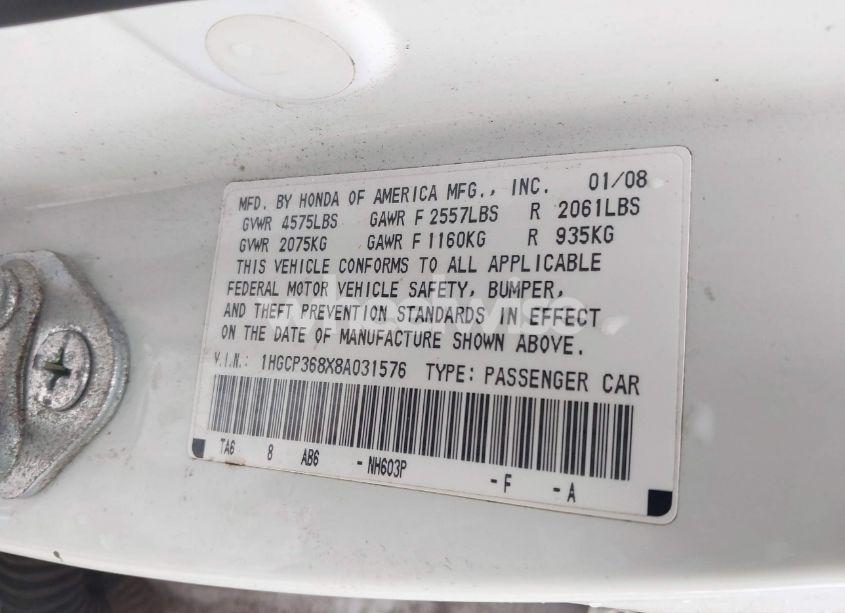 MFD. BY HONDA OF AMERICA MFG., INC. 01/08
GVWR 4575LBS GAWR F 2557LBS R 2061LBS
GVWR 2075KG GAWR F 1160KG R 935KG
THIS VEHICLE CONFORMS TO ALL APPLICABLE
FEDERAL MOTOR VEHICLE SAFETY, BUMPER,
AND THEFT PREVENTION STANDARDS IN EFFECT
ON THE DATE OF MANUFACTURE SHOWN ABOVE.
V.I.N.: 1HGCP368X8A031576 TYPE: PASSENGER CAR
TA6 8 AB6 - NH603P - F - A